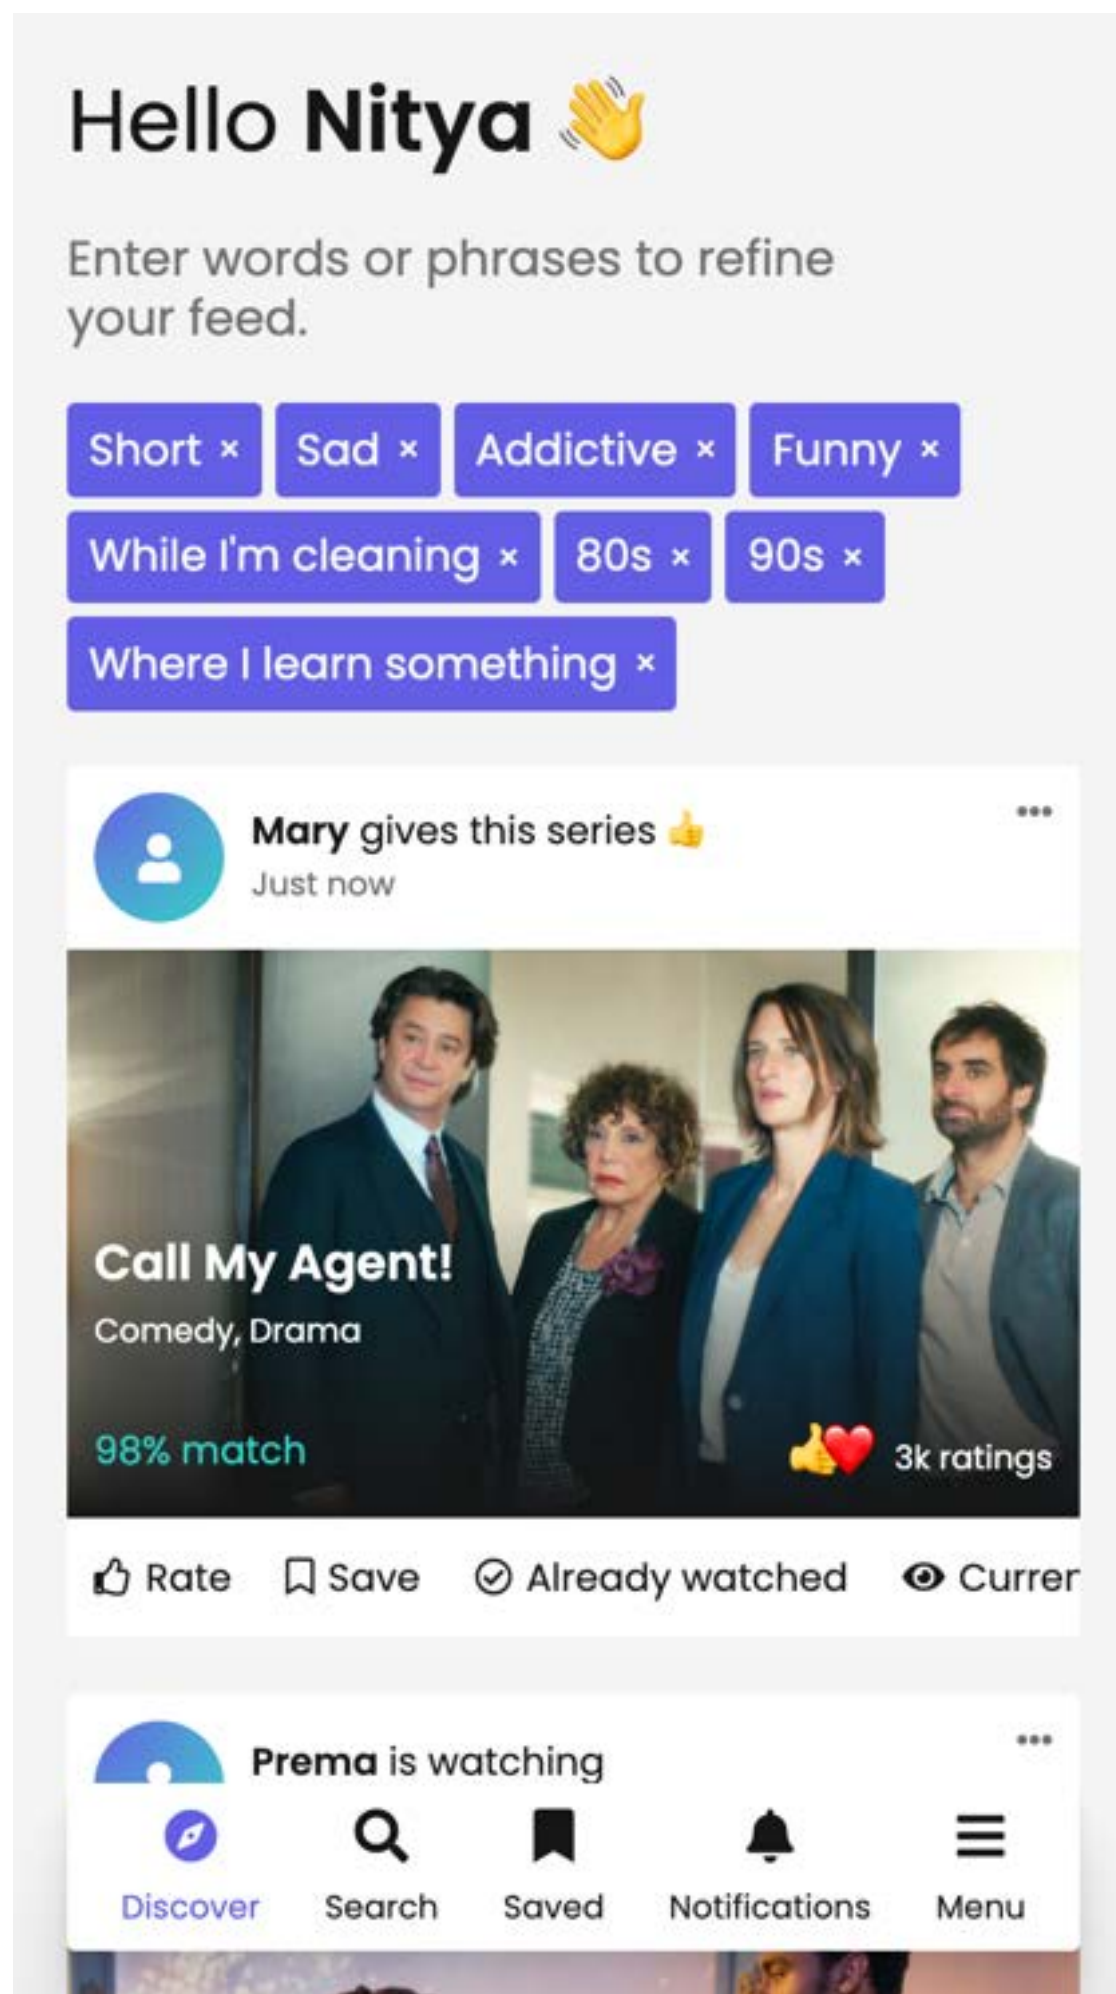 Hello Nitya 👋
Enter words or phrases to refine
your feed.
Short × Sad × Addictive × Funny ×
While I'm cleaning × 80s × 90s ×
Where I learn something ×
Mary gives this series 👍
Just now
Call My Agent!
Comedy, Drama
98% match
3k ratings
Rate Save Already watched Curren
Prema is watching
Discover Search Saved Notifications Menu